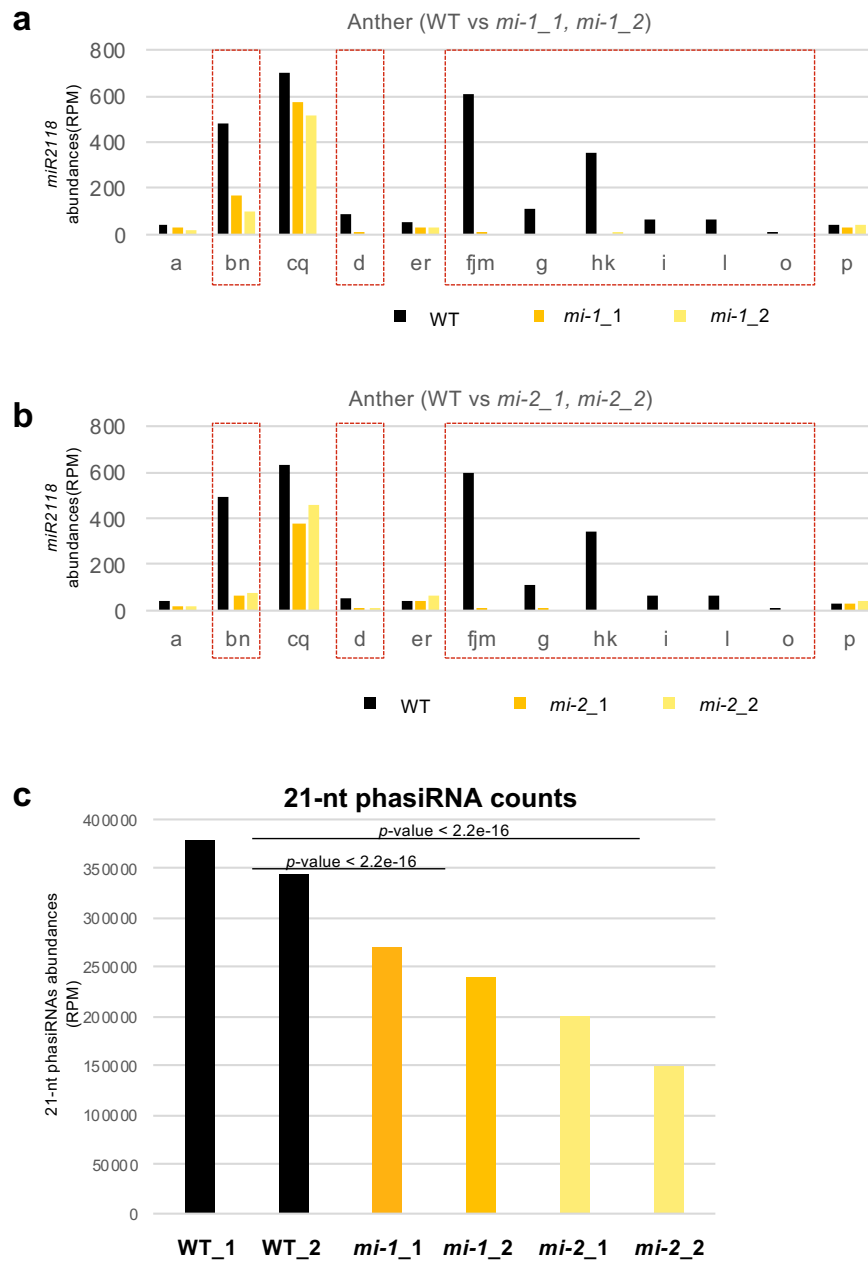 a
Anther (WT vs mi-1_1, mi-1_2)
miR2118
abundances(RPM)
800
600
400
200
0
a bn cq d er fjm g hk i l o p
WT mi-1_1 mi-1_2
b
Anther (WT vs mi-2_1, mi-2_2)
miR2118
abundances(RPM)
800
600
400
200
0
a bn cq d er fjm g hk i l o p
WT mi-2_1 mi-2_2
c
21-nt phasiRNA counts
21-nt phasiRNAs abundances
(RPM)
400000
350000
300000
250000
200000
150000
100000
50000
0
p-value < 2.2e-16
p-value < 2.2e-16
WT_1 WT_2 mi-1_1 mi-1_2 mi-2_1 mi-2_2